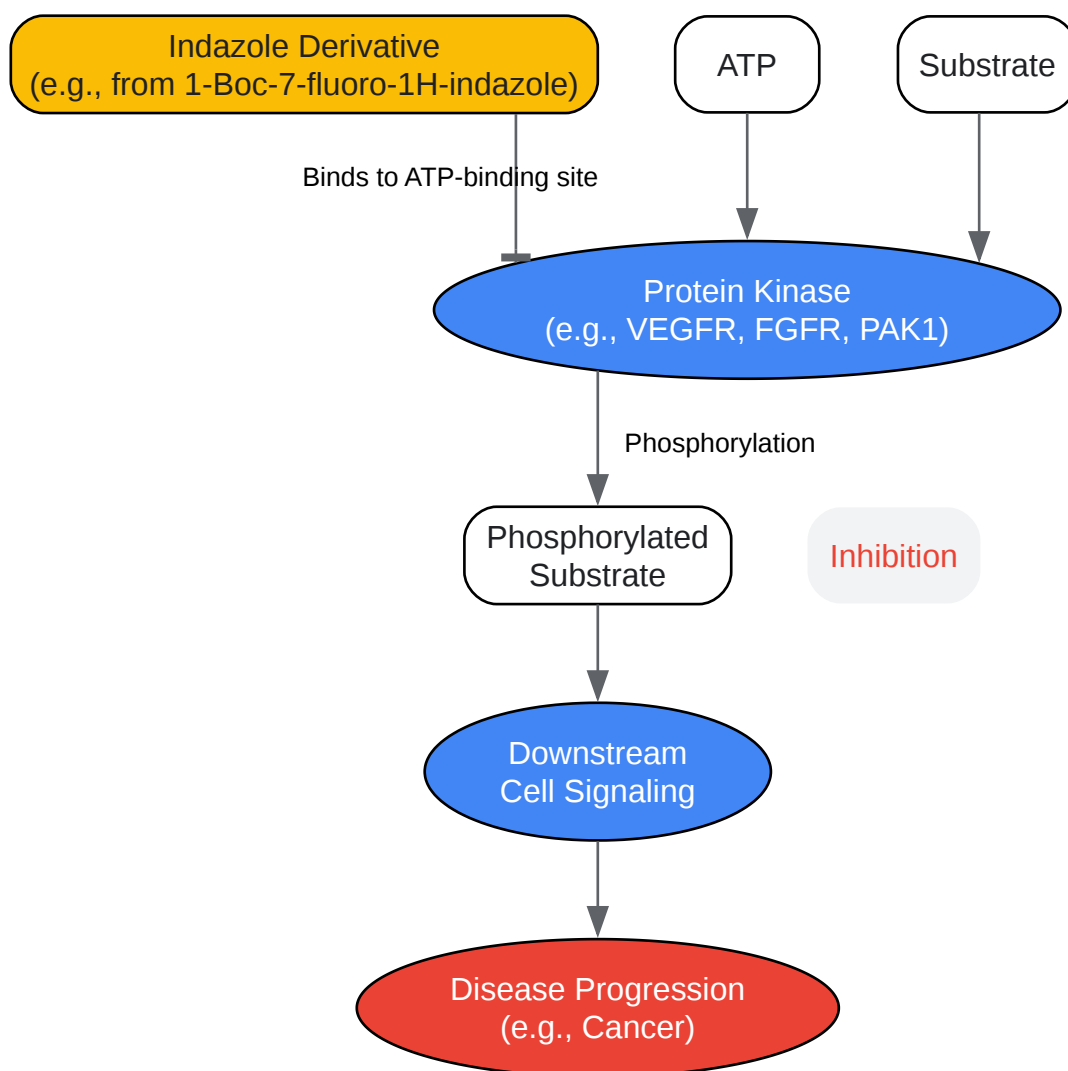 Indazole Derivative
(e.g., from 1-Boc-7-fluoro-1H-indazole)
ATP
Substrate
Binds to ATP-binding site
Protein Kinase
(e.g., VEGFR, FGFR, PAK1)
Phosphorylation
Phosphorylated
Substrate
Inhibition
Downstream
Cell Signaling
Disease Progression
(e.g., Cancer)